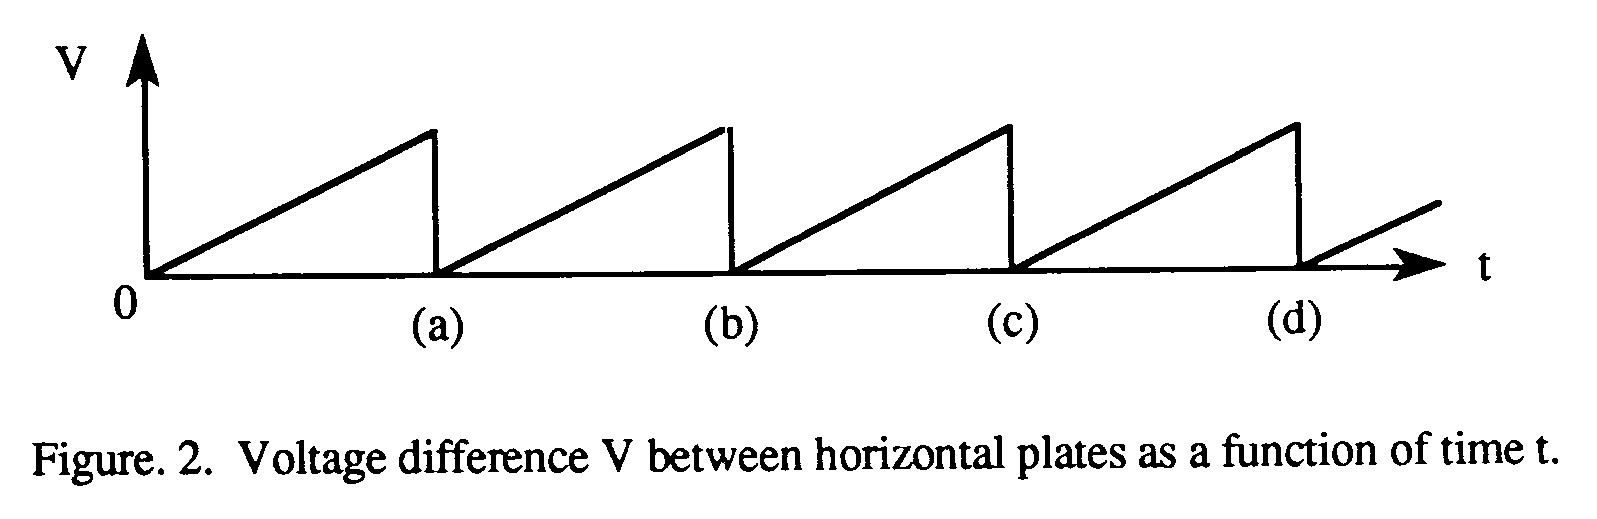 V
t
0
(a) (b) (c) (d)
Figure. 2. Voltage difference V between horizontal plates as a function of time t.